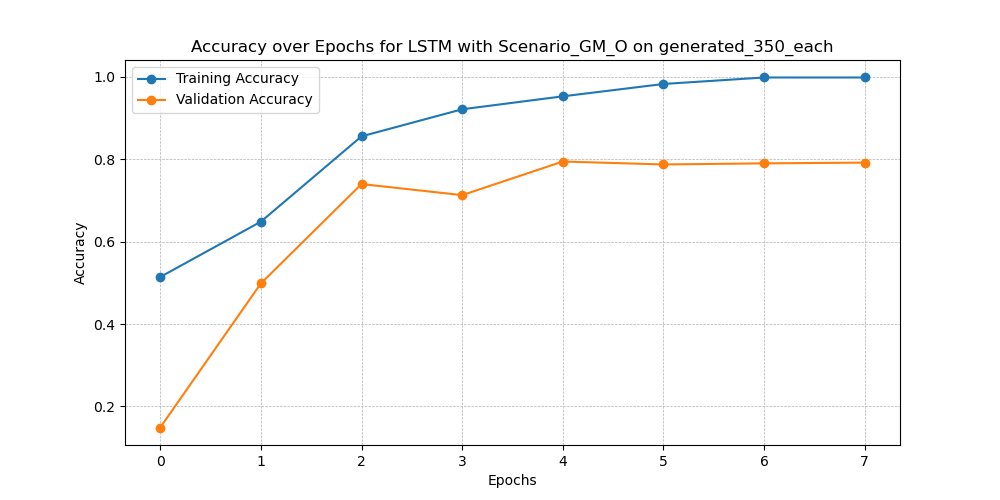 Accuracy over Epochs for LSTM with Scenario_GM_O on generated_350_each
Training Accuracy
Validation Accuracy
1.0
0.8
0.6
0.4
0.2
Accuracy
0 1 2 3 4 5 6 7
Epochs